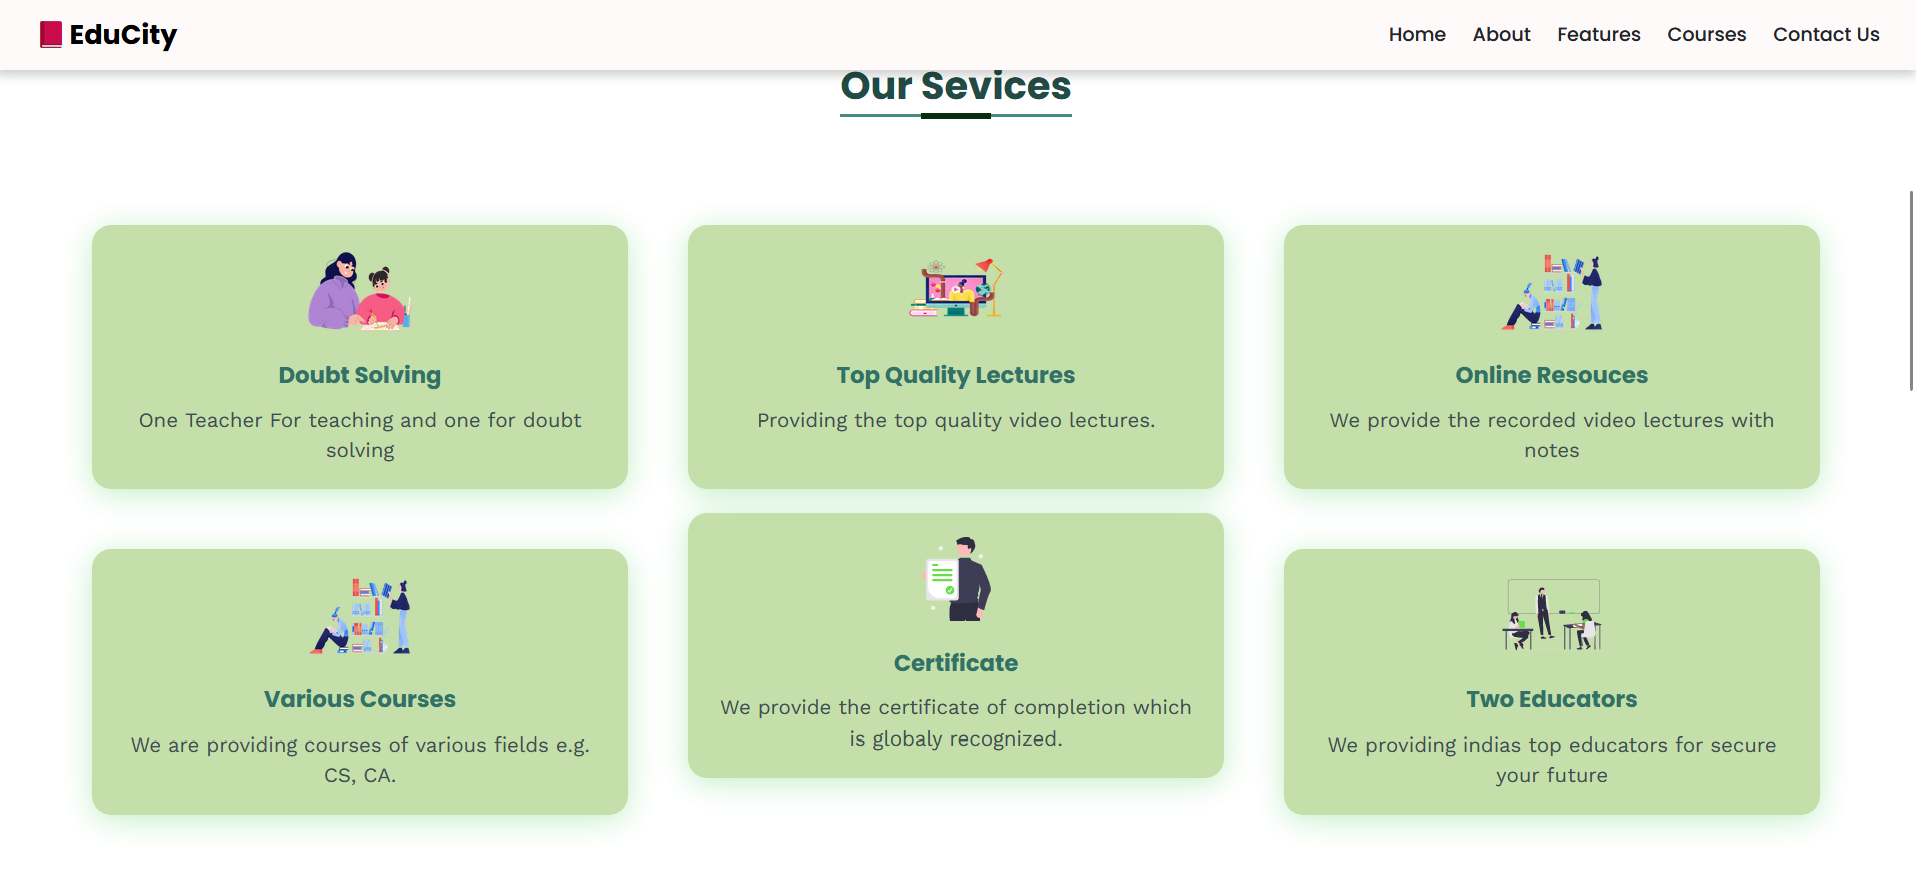 EduCity
Home About Features Courses Contact Us
Our Sevices
Doubt Solving
One Teacher For teaching and one for doubt
solving
Top Quality Lectures
Providing the top quality video lectures.
Online Resouces
We provide the recorded video lectures with
notes
Various Courses
We are providing courses of various fields e.g.
CS, CA.
Certificate
We provide the certificate of completion which
is globaly recognized.
Two Educators
We providing indias top educators for secure
your future